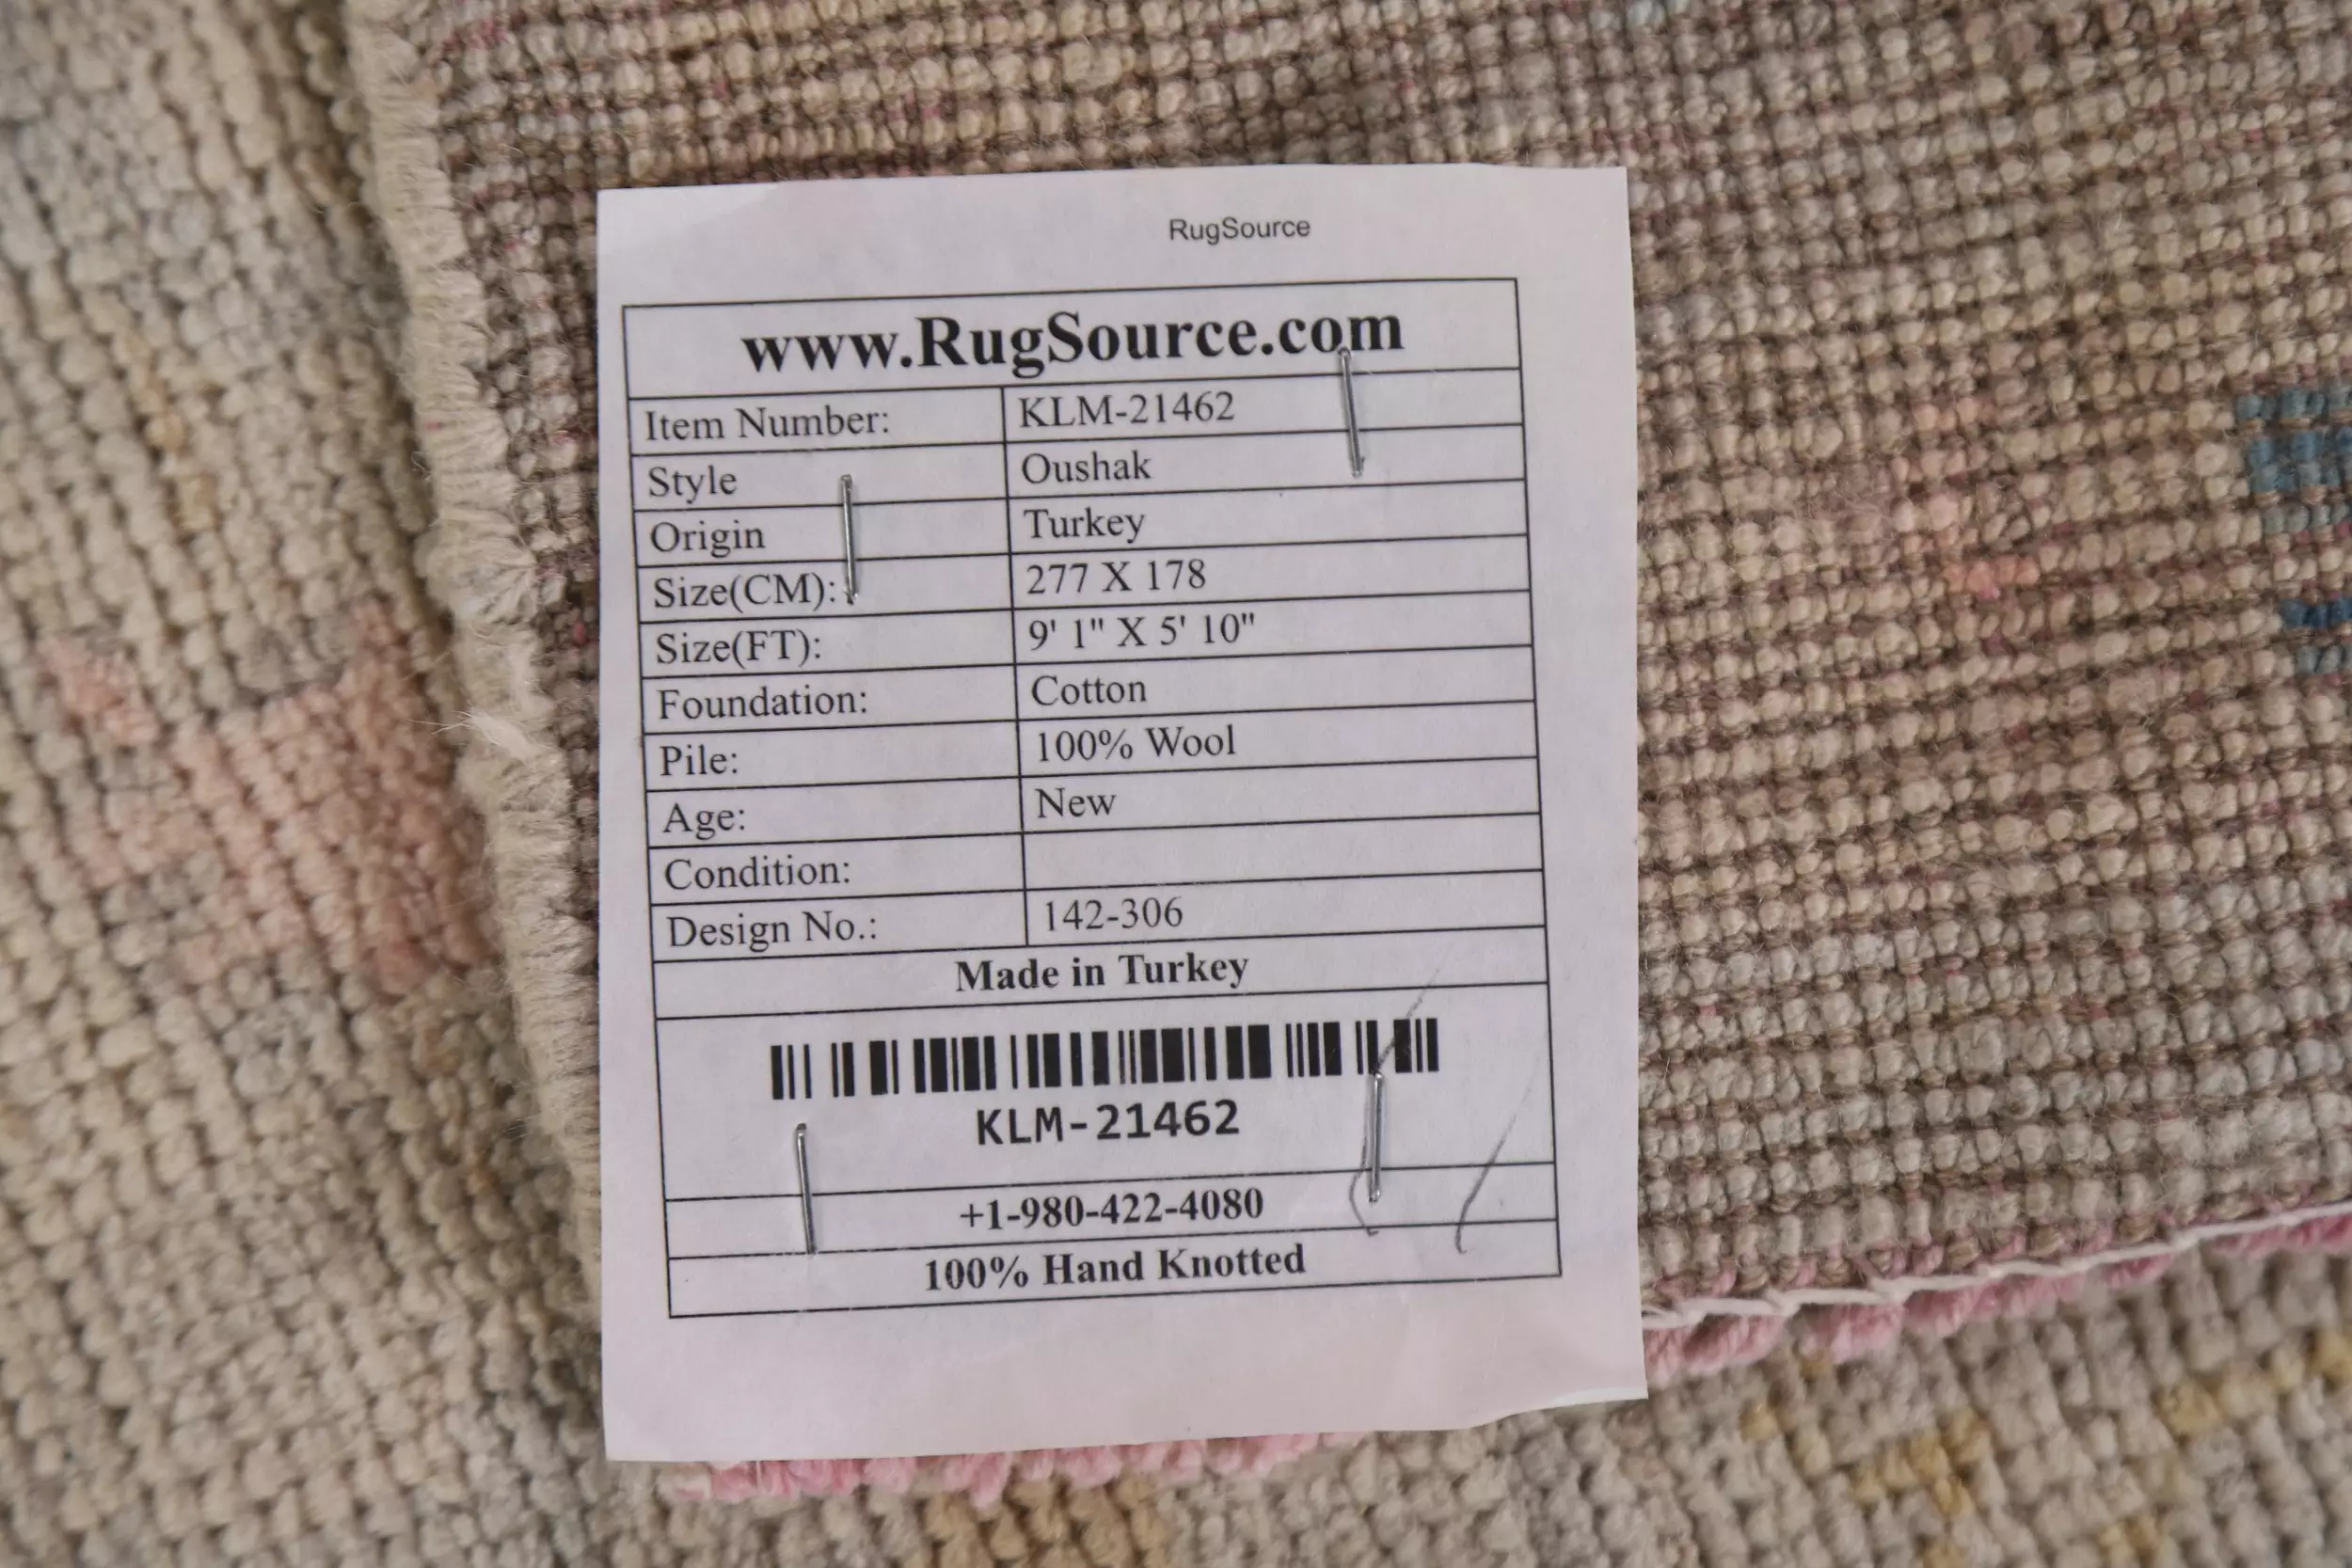 RugSource
www.RugSource.com
Item Number: KLM-21462
Style Oushak
Origin Turkey
Size(CM): 277 X 178
Size(FT): 9' 1" X 5' 10"
Foundation: Cotton
Pile: 100% Wool
Age: New
Condition:
Design No.: 142-306
Made in Turkey
KLM-21462
+1-980-422-4080
100% Hand Knotted